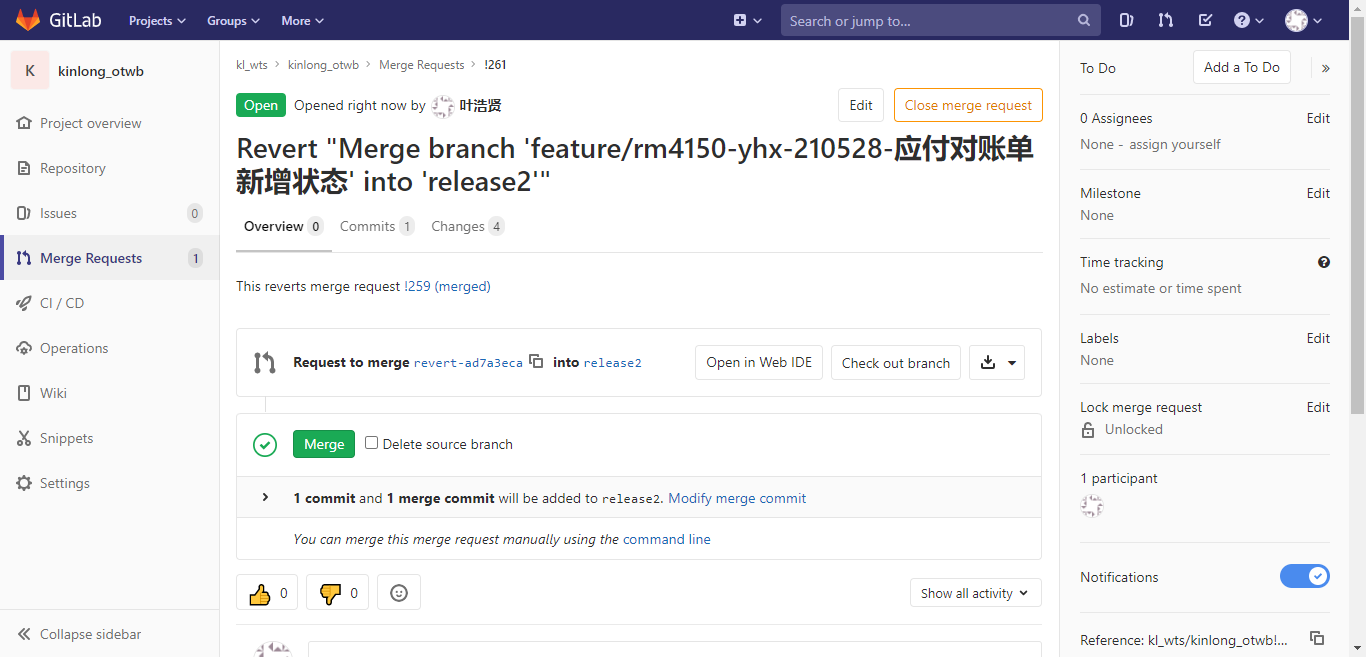 GitLab Projects Groups More Search or jump to...
K kinlong_otwb
Project overview
Repository
Issues 0
Merge Requests 1
CI / CD
Operations
Wiki
Snippets
Settings
Collapse sidebar
kl_wts > kinlong_otwb > Merge Requests > !261
Open Opened right now by 叶浩贤 Edit Close merge request
Revert "Merge branch 'feature/rm4150-yhx-210528-应付对账单
新增状态' into 'release2'"
Overview 0 Commits 1 Changes 4
This reverts merge request !259 (merged)
Request to merge revert-ad7a3eca into release2 Open in Web IDE Check out branch
Merge Delete source branch
1 commit and 1 merge commit will be added to release2. Modify merge commit
You can merge this merge request manually using the command line
0 0 Show all activity
To Do Add a To Do »
0 Assignees Edit
None - assign yourself
Milestone Edit
None
Time tracking
No estimate or time spent
Labels Edit
None
Lock merge request Edit
Unlocked
1 participant
Notifications
Reference: kl_wts/kinlong_otwb!...